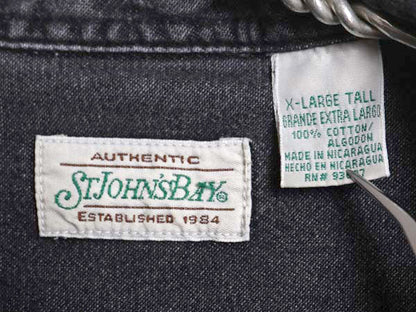 AUTHENTIC
ST JOHN'S BAY
ESTABLISHED 1984
X-LARGE TALL
GRANDE EXTRA LARGO
100% COTTON/
ALGODON
MADE IN NICARAGUA
HECHO EN NICARAGUA
RN#